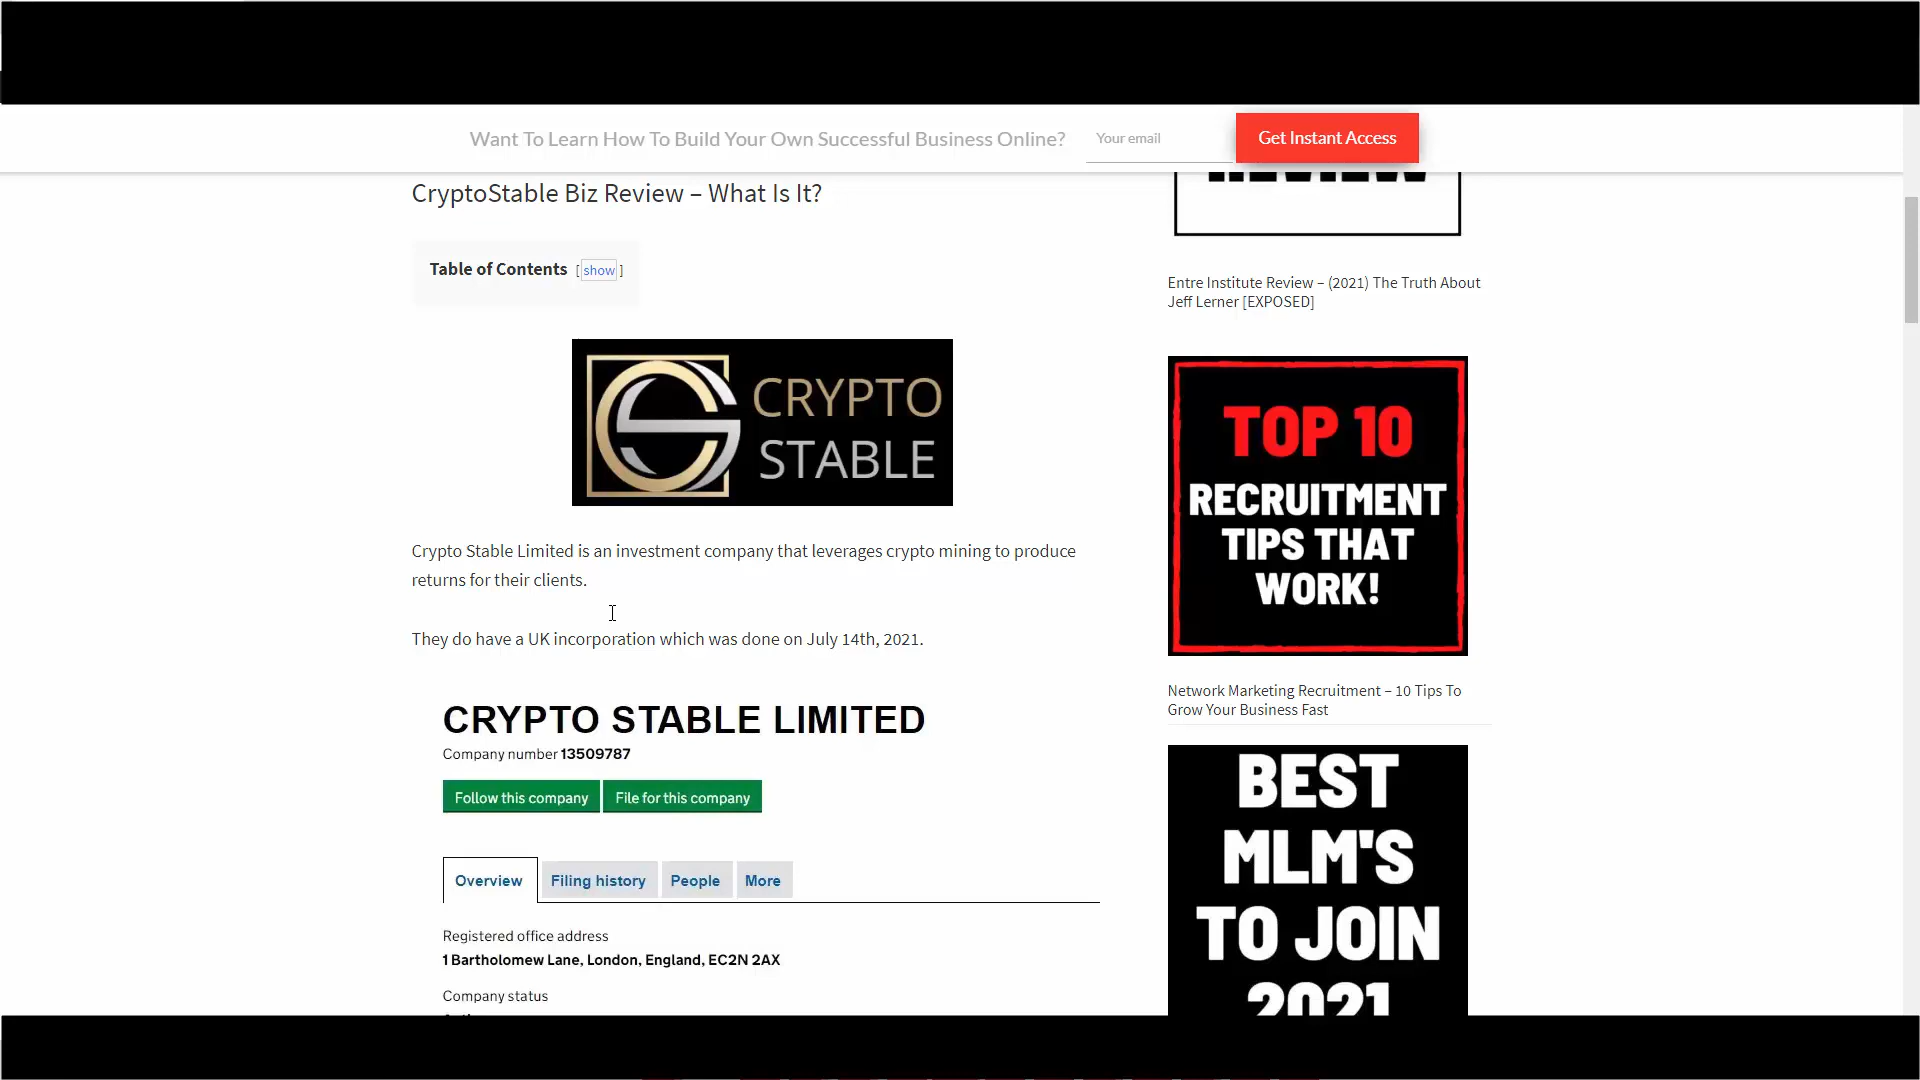 Want To Learn How To Build Your Own Successful Business Online?
Your email
Get Instant Access
CryptoStable Biz Review – What Is It?
Table of Contents [ show ]
CRYPTO
STABLE
Crypto Stable Limited is an investment company that leverages crypto mining to produce
returns for their clients.
They do have a UK incorporation which was done on July 14th, 2021.
CRYPTO STABLE LIMITED
Company number 13509787
Follow this company
File for this company
Overview
Filing history
People
More
Registered office address
1 Bartholomew Lane, London, England, EC2N 2AX
Company status
REVIEW
Entre Institute Review – (2021) The Truth About
Jeff Lerner [EXPOSED]
TOP 10
RECRUITMENT
TIPS THAT
WORK!
Network Marketing Recruitment – 10 Tips To
Grow Your Business Fast
BEST
MLM'S
TO JOIN
2021